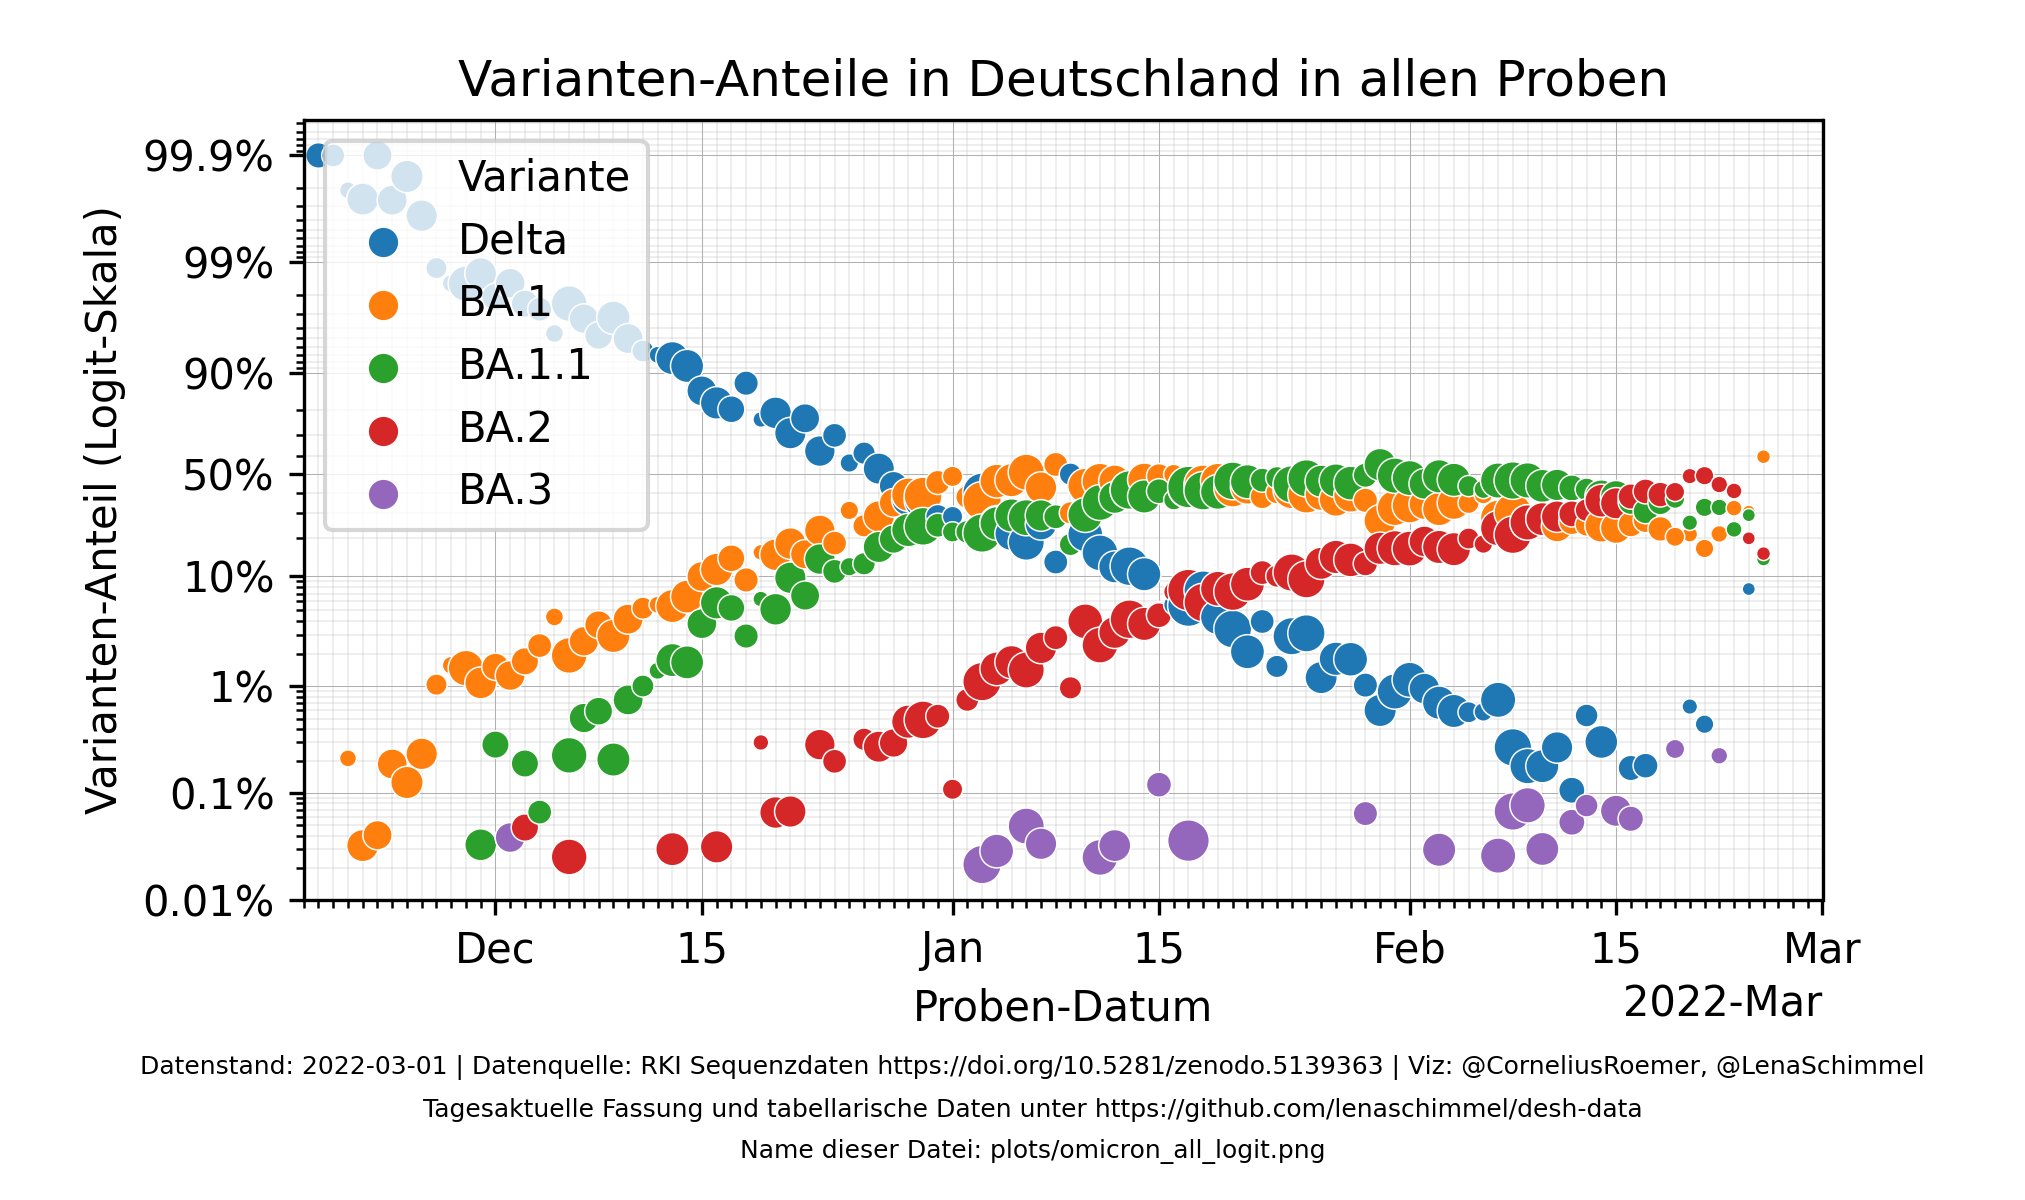 Varianten-Anteile in Deutschland in allen Proben
Varianten-Anteil (Logit-Skala)
99.9%
99%
90%
50%
10%
1%
0.1%
0.01%
Variante
Delta
BA.1
BA.1.1
BA.2
BA.3
Dec 15 Jan 15 Feb 15 Mar
Proben-Datum
2022-Mar
Datenstand: 2022-03-01 | Datenquelle: RKI Sequenzdaten https://doi.org/10.5281/zenodo.5139363 | Viz: @CorneliusRoemer, @LenaSchimmel
Tagesaktuelle Fassung und tabellarische Daten unter https://github.com/lenaschimmel/desh-data
Name dieser Datei: plots/omicron_all_logit.png